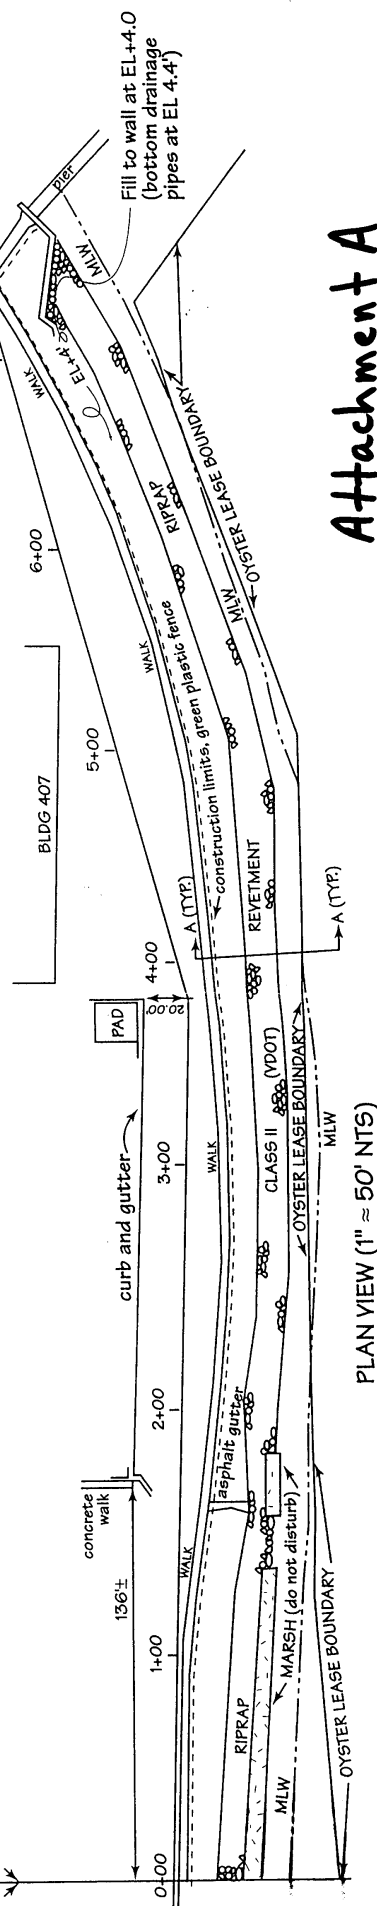 Fill to wall at EL+4.0
(bottom drainage
pipes at EL 4.4')
pier
MLW
WALK
EL+4'
RIPRAP
OYSTER LEASE BOUNDARY
MLW
6+00
WALK
construction limits, green plastic fence
BLDG 407
5+00
A (TYP.)
REVETMENT
A (TYP.)
4+00
PAD
20.00'
CLASS II (VDOT)
OYSTER LEASE BOUNDARY
MLW
curb and gutter
3+00
WALK
2+00
asphalt gutter
concrete
walk
136'±
WALK
1+00
MARSH (do not disturb)
RIPRAP
MLW
OYSTER LEASE BOUNDARY
0+00
PLAN VIEW (1" ≈ 50' NTS)
Attachment A